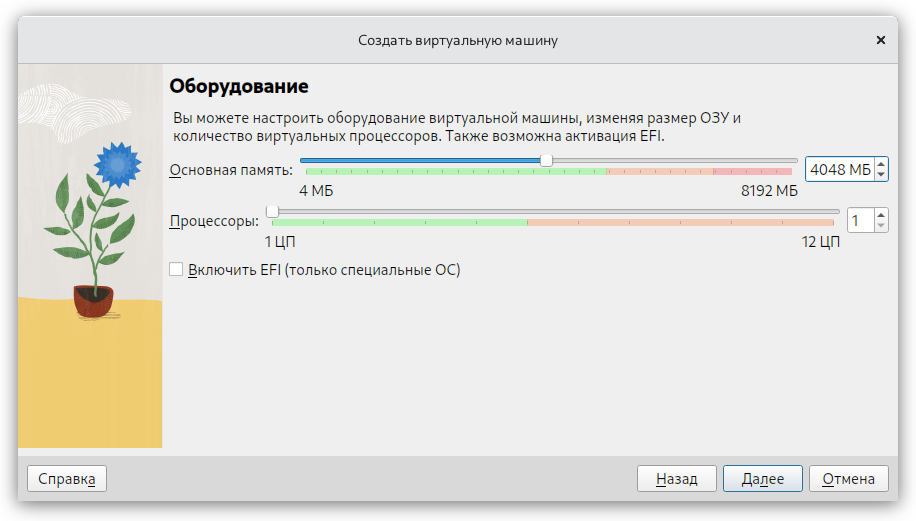 Создать виртуальную машину
Оборудование
Вы можете настроить оборудование виртуальной машины, изменяя размер ОЗУ и
количество виртуальных процессоров. Также возможна активация EFI.
Основная память:
4048 МБ
4 МБ
8192 МБ
Процессоры:
1
1 ЦП
12 ЦП
Включить EFI (только специальные ОС)
Справка
Назад
Далее
Отмена